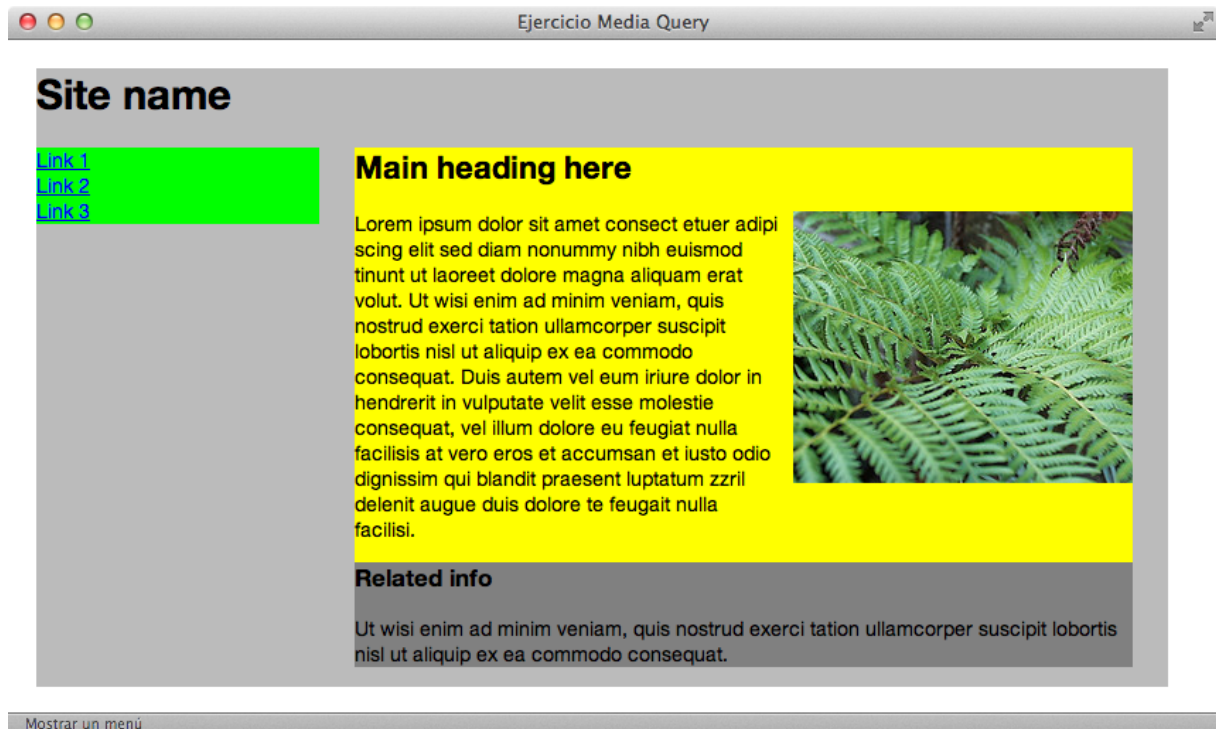 Ejercicio Media Query
Site name
Link 1
Link 2
Link 3
Main heading here
Lorem ipsum dolor sit amet consect etuer adipi
scing elit sed diam nonummy nibh euismod
tinunt ut laoreet dolore magna aliquam erat
volut. Ut wisi enim ad minim veniam, quis
nostrud exerci tation ullamcorper suscipit
lobortis nisl ut aliquip ex ea commodo
consequat. Duis autem vel eum iriure dolor in
hendrerit in vulputate velit esse molestie
consequat, vel illum dolore eu feugiat nulla
facilisis at vero eros et accumsan et iusto odio
dignissim qui blandit praesent luptatum zzril
delenit augue duis dolore te feugait nulla
facilisi.
Related info
Ut wisi enim ad minim veniam, quis nostrud exerci tation ullamcorper suscipit lobortis
nisl ut aliquip ex ea commodo consequat.
Mostrar un menú